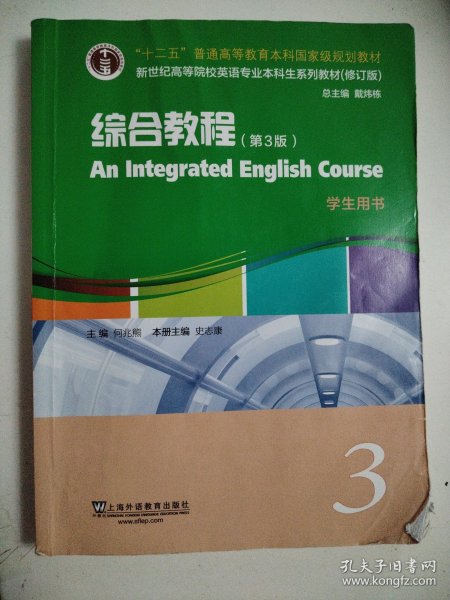 "十二五"普通高等教育本科国家级规划教材
新世纪高等院校英语专业本科生系列教材(修订版)
总主编 戴炜栋
综合教程(第3版)
An Integrated English Course
学生用书
主编 何兆熊 本册主编 史志康
3
上海外语教育出版社
www.sflep.com
孔夫子旧书网
www.kongfz.com